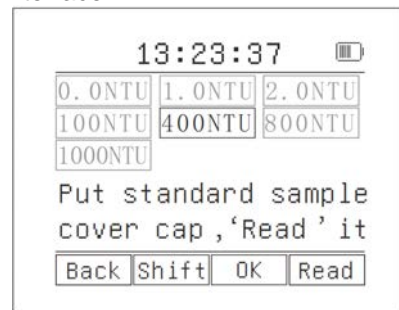 13:23:37
0.0NTU 1.0NTU 2.0NTU
100NTU 400NTU 800NTU
1000NTU
Put standard sample
cover cap ,‘Read ’ it
Back Shift OK Read